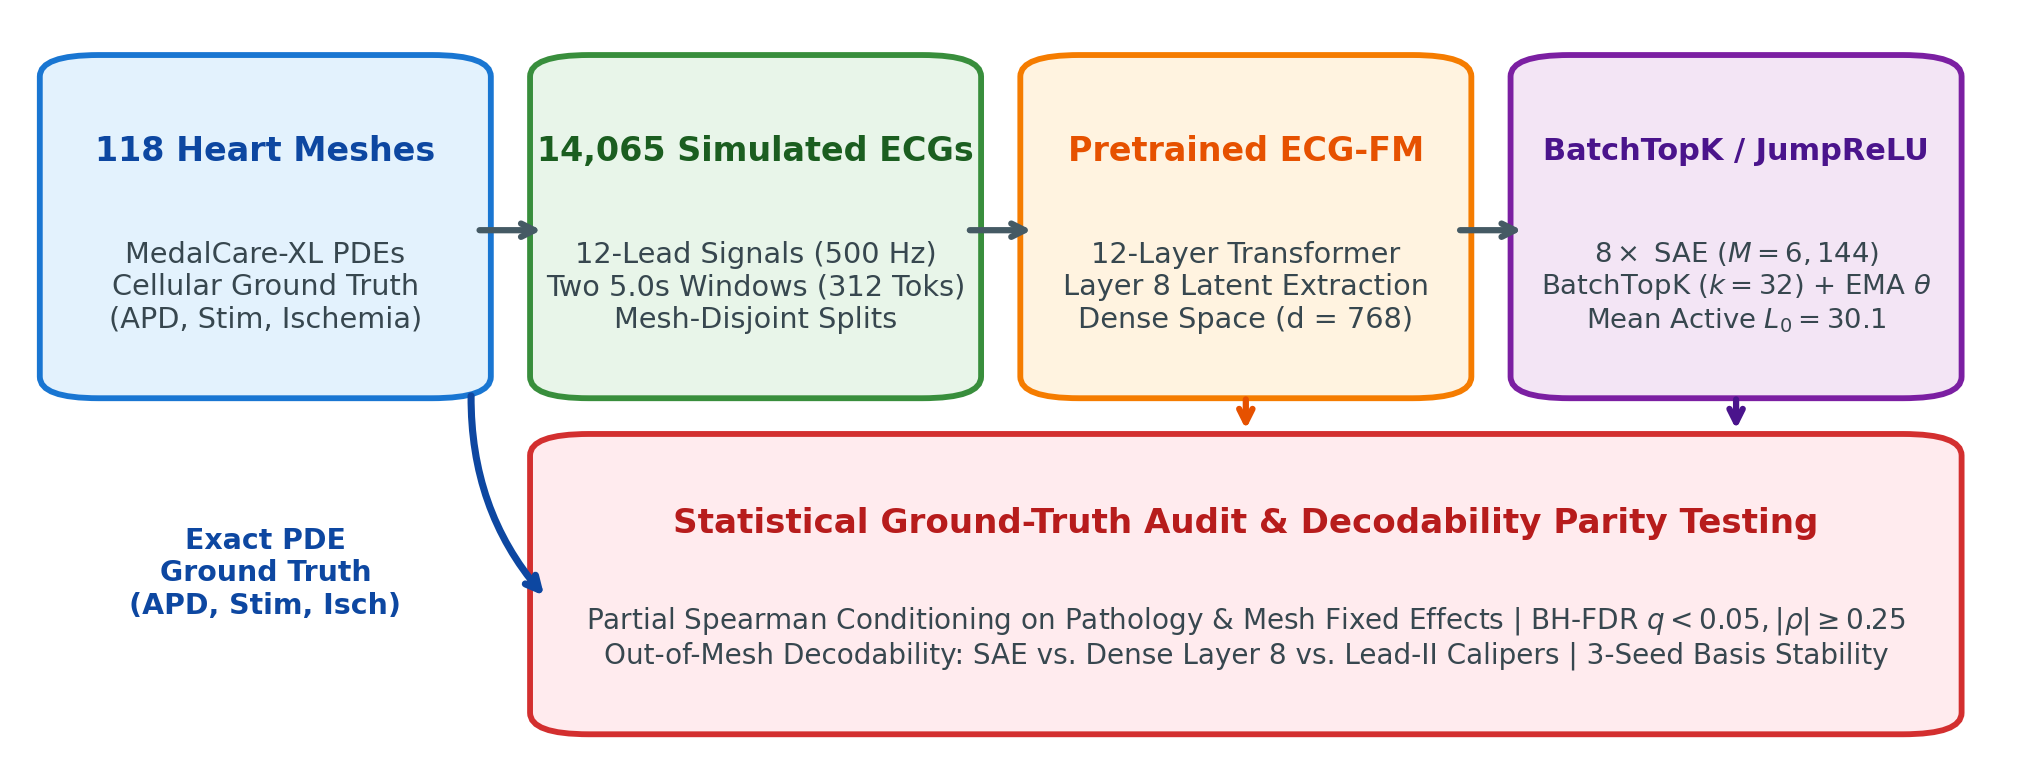 118 Heart Meshes
MedalCare-XL PDEs
Cellular Ground Truth
(APD, Stim, Ischemia)
14,065 Simulated ECGs
12-Lead Signals (500 Hz)
Two 5.0s Windows (312 Toks)
Mesh-Disjoint Splits
Pretrained ECG-FM
12-Layer Transformer
Layer 8 Latent Extraction
Dense Space (d = 768)
BatchTopK / JumpReLU
8× SAE (M = 6,144)
BatchTopK (k = 32) + EMA θ
Mean Active L₀ = 30.1
Exact PDE
Ground Truth
(APD, Stim, Isch)
Statistical Ground-Truth Audit & Decodability Parity Testing
Partial Spearman Conditioning on Pathology & Mesh Fixed Effects | BH-FDR q < 0.05, |ρ| ≥ 0.25
Out-of-Mesh Decodability: SAE vs. Dense Layer 8 vs. Lead-II Calipers | 3-Seed Basis Stability